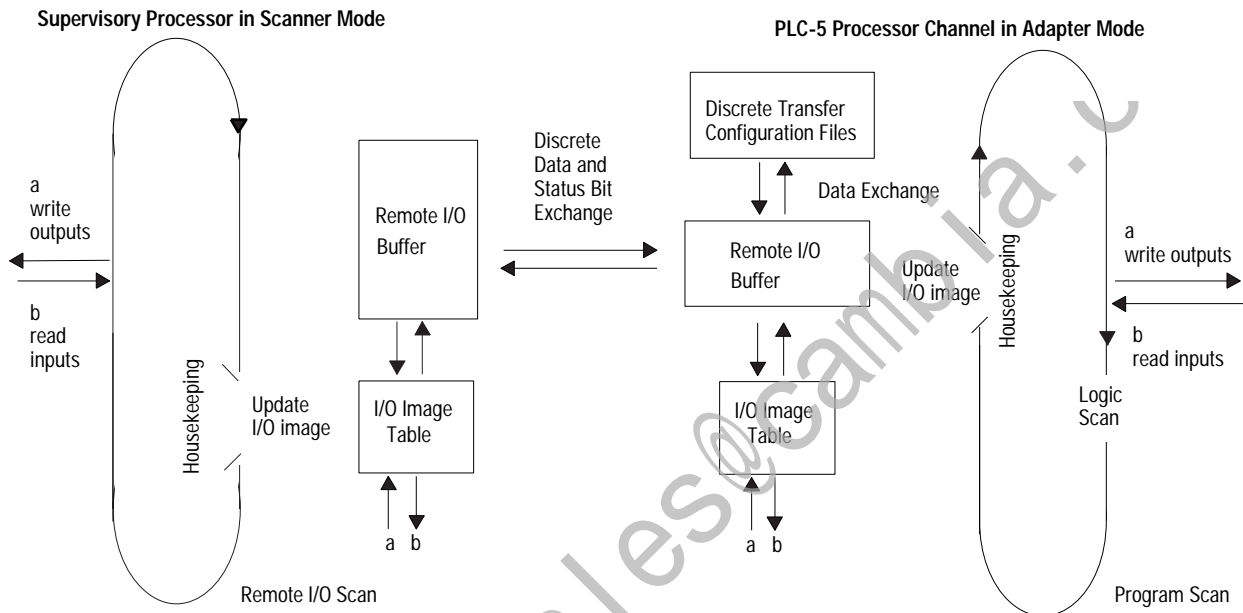 Supervisory Processor in Scanner Mode
PLC-5 Processor Channel in Adapter Mode
a
write
outputs
b
read
inputs
Housekeeping
Update
I/O image
Remote I/O Scan
Remote I/O
Buffer
I/O Image
Table
a b
Discrete
Data and
Status Bit
Exchange
Discrete Transfer
Configuration Files
Data Exchange
Remote I/O
Buffer
I/O Image
Table
a b
Update
I/O image
Housekeeping
a
write outputs
b
read inputs
Logic
Scan
Program Scan
les@cambia.c